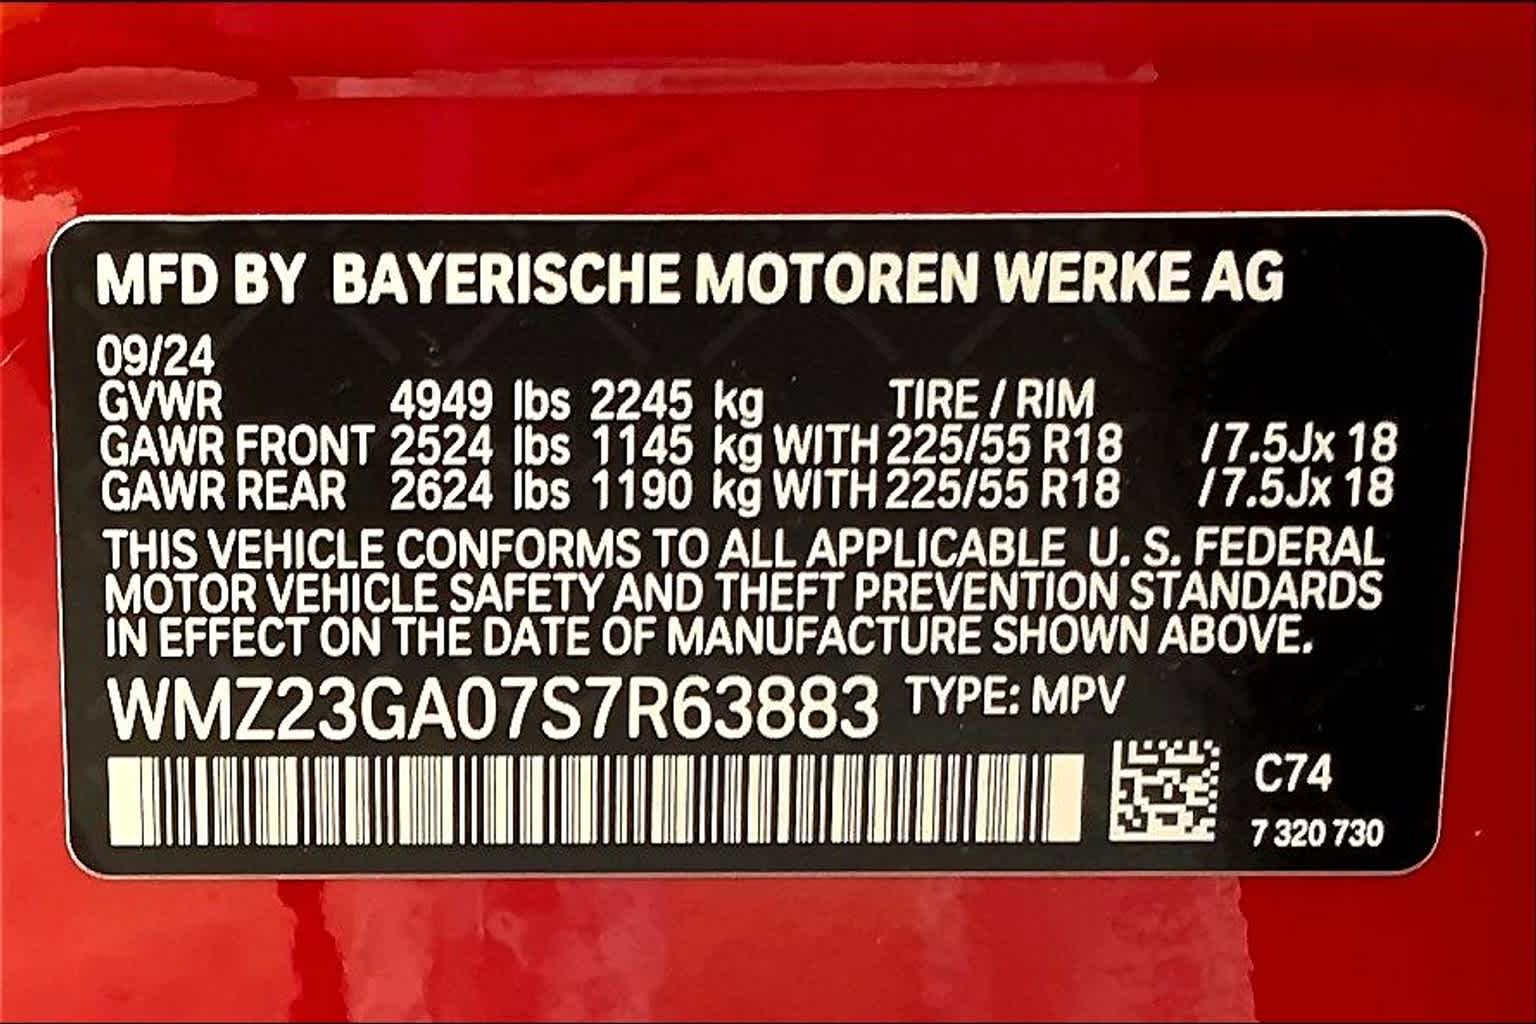 MFD BY BAYERISCHE MOTOREN WERKE AG
09/24
GVWR 4949 lbs 2245 kg TIRE / RIM
GAWR FRONT 2524 lbs 1145 kg WITH 225/55 R18 /7.5Jx 18
GAWR REAR 2624 lbs 1190 kg WITH 225/55 R18 /7.5Jx 18
THIS VEHICLE CONFORMS TO ALL APPLICABLE U. S. FEDERAL
MOTOR VEHICLE SAFETY AND THEFT PREVENTION STANDARDS
IN EFFECT ON THE DATE OF MANUFACTURE SHOWN ABOVE.
WMZ23GA07S7R63883 TYPE: MPV
C74
7 320 730